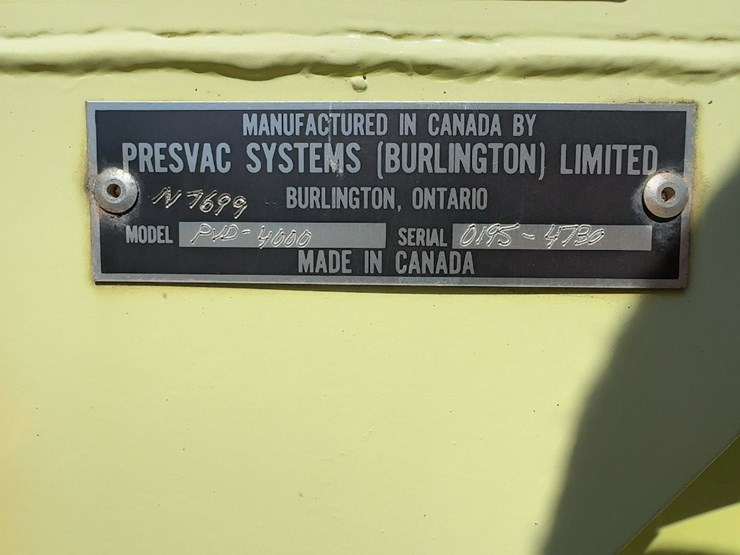 MANUFACTURED IN CANADA BY
PRESVAC SYSTEMS (BURLINGTON) LIMITED
N 7699 BURLINGTON, ONTARIO
MODEL PVD-4000 SERIAL 0195-4730
MADE IN CANADA